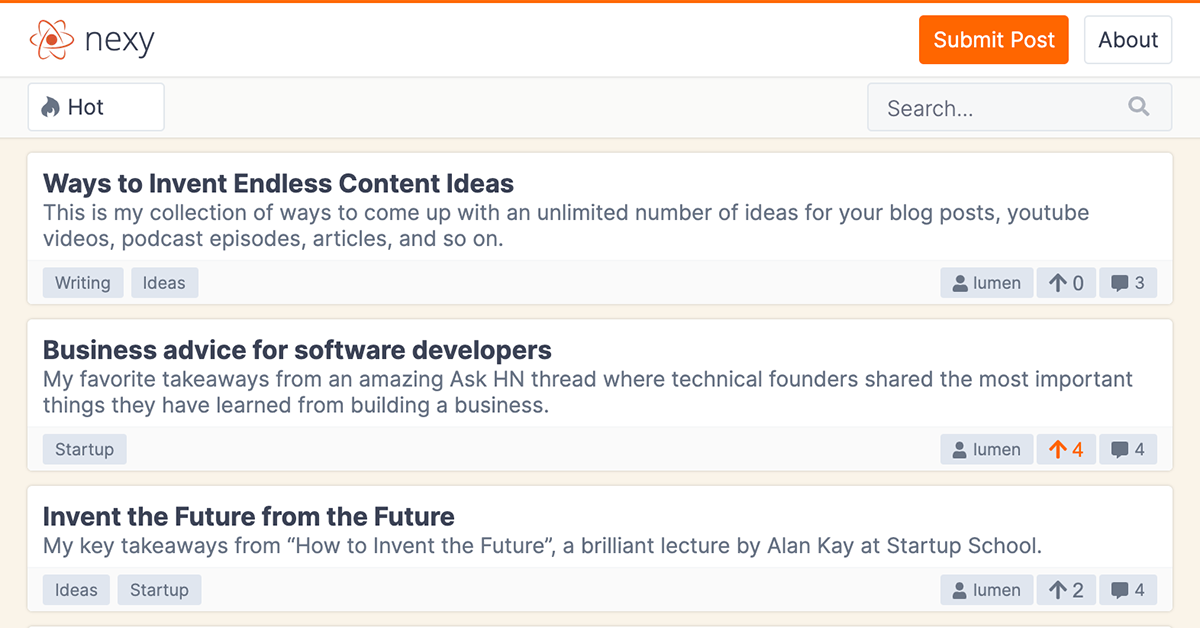 nexy
Submit Post
About
Hot
Search...
Ways to Invent Endless Content Ideas
This is my collection of ways to come up with an unlimited number of ideas for your blog posts, youtube
videos, podcast episodes, articles, and so on.
Writing
Ideas
lumen
0
3
Business advice for software developers
My favorite takeaways from an amazing Ask HN thread where technical founders shared the most important
things they have learned from building a business.
Startup
lumen
4
4
Invent the Future from the Future
My key takeaways from “How to Invent the Future”, a brilliant lecture by Alan Kay at Startup School.
Ideas
Startup
lumen
2
4